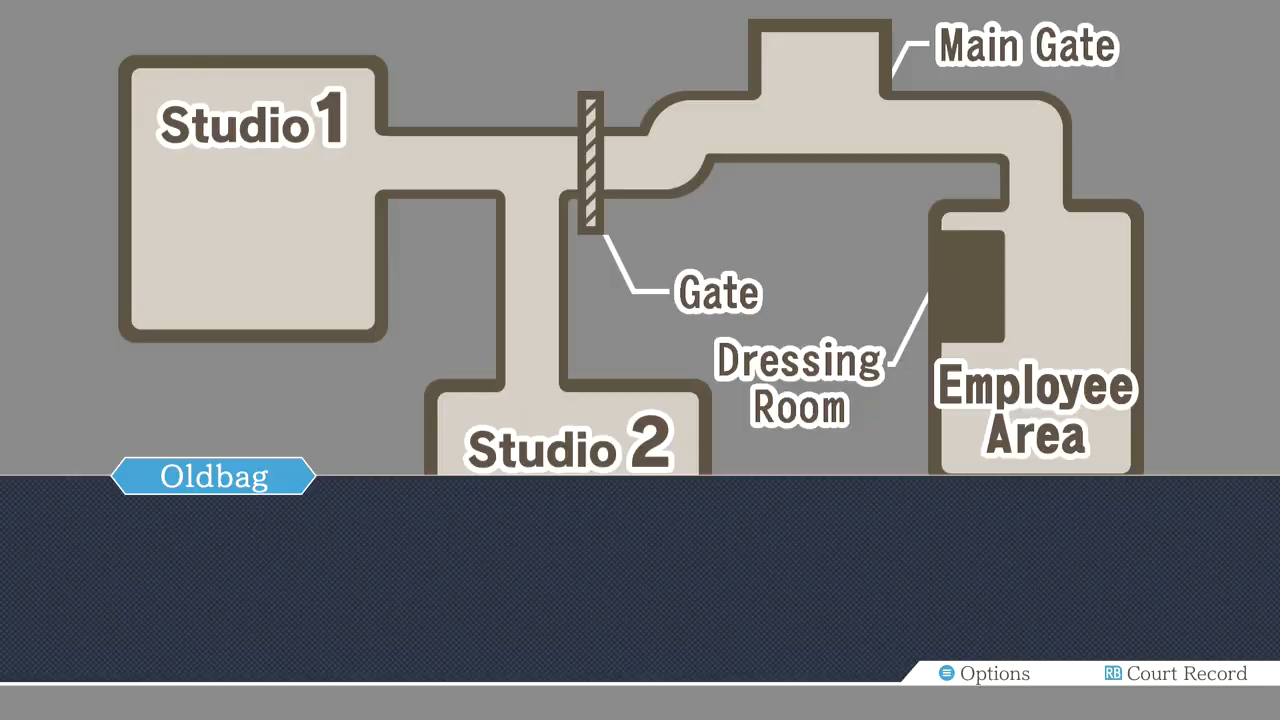 Main Gate
Studio 1
Gate
Dressing
Room
Employee
Area
Studio 2
Oldbag
Options
RB Court Record